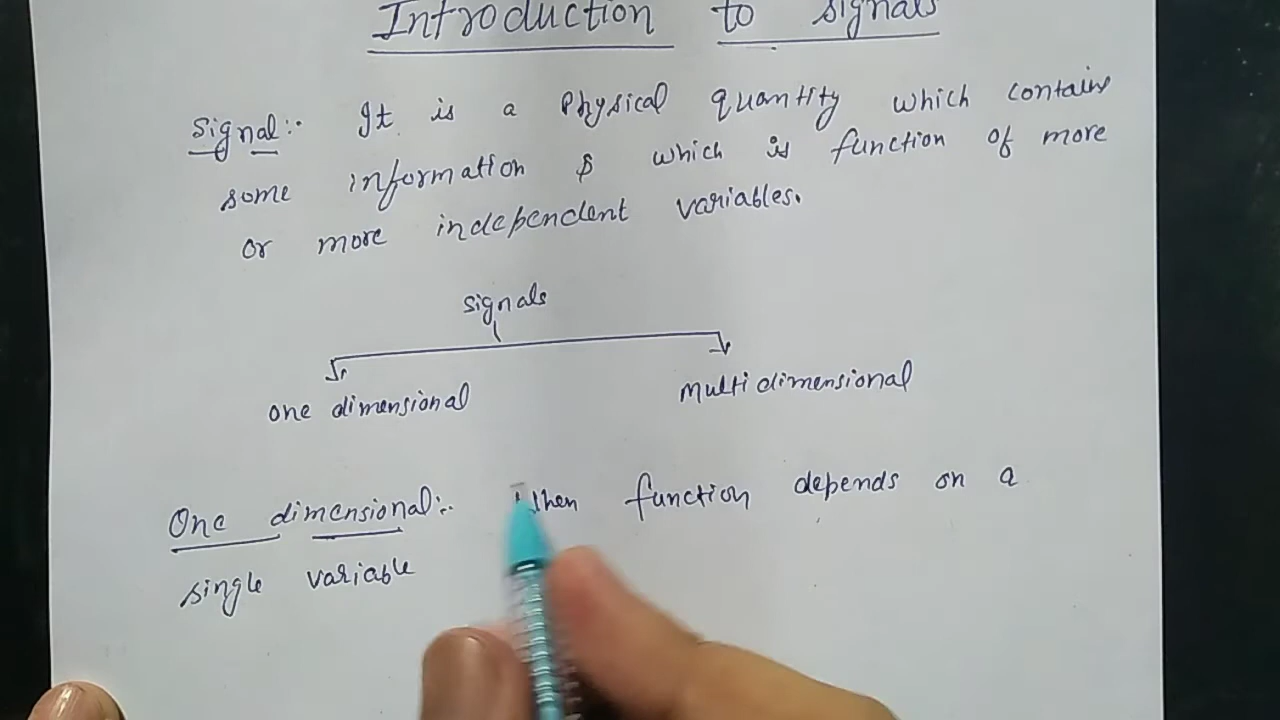 Introduction to signals
Signal:- It is a Physical quantity which contains
some information & which is function of more
or more independent variables.
signals
one dimensional multi dimensional
One dimensional:- When function depends on a
single variable